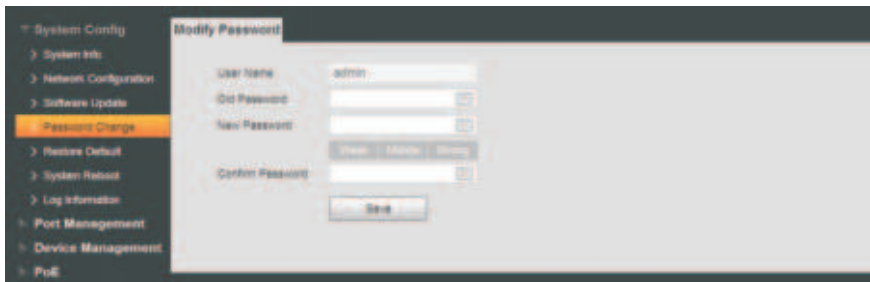 System Config
System Info
Network Configuration
Software Update
Password Change
Restore Default
System Reboot
Log Information
Port Management
Device Management
PoE
Modify Password
User Name admin
Old Password
New Password
Weak Middle Strong
Confirm Password
Save